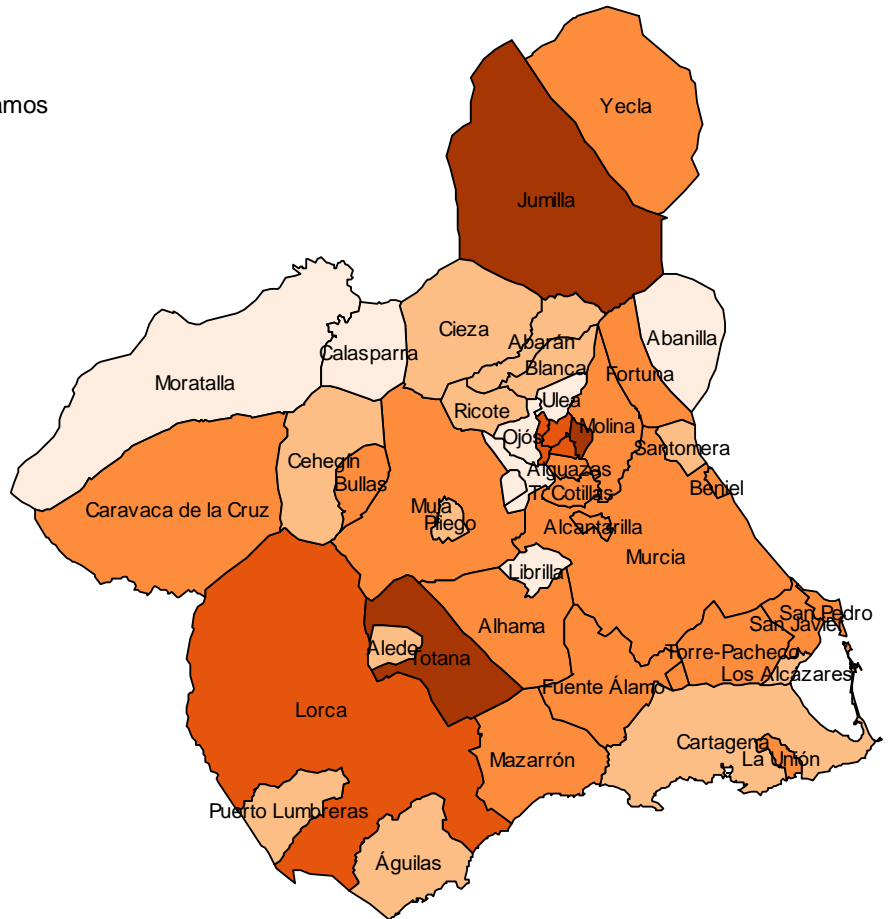 amos
Yecla
Jumilla
Cieza
Abarán
Abanilla
Calasparra
Blanca
Fortuna
Moratalla
Ulea
Ricote
Molina
Ojós
Santomera
Cehegín
Alguazas
Bullas
Beniel
T. Cotillas
Caravaca de la Cruz
Mula
Pliego
Alcantarilla
Murcia
Librilla
San Pedro
San Javier
Alhama
Aledo
Totana
Torre-Pacheco
Los Alcázares
Fuente Álamo
Lorca
Cartagena
La Unión
Mazarrón
Puerto Lumbreras
Águilas